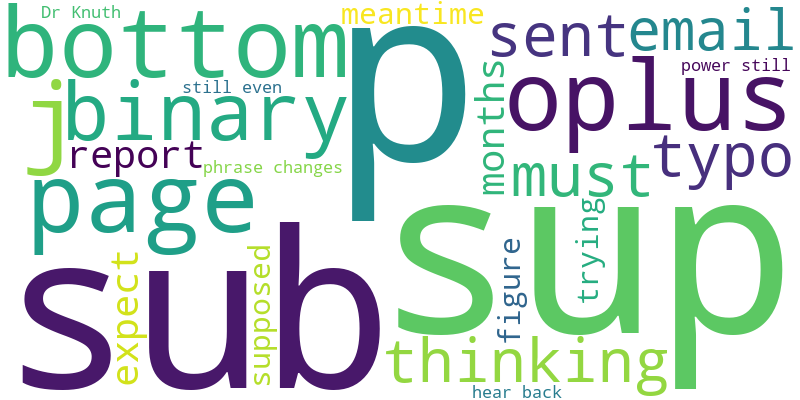 Dr Knuth
meantime
bottom
p
sent
email
still even
power still
j
binary
months
oplus
report
phrase changes
must
typo
page
sup
trying
sub
expect
supposed
figure
thinking
hear back